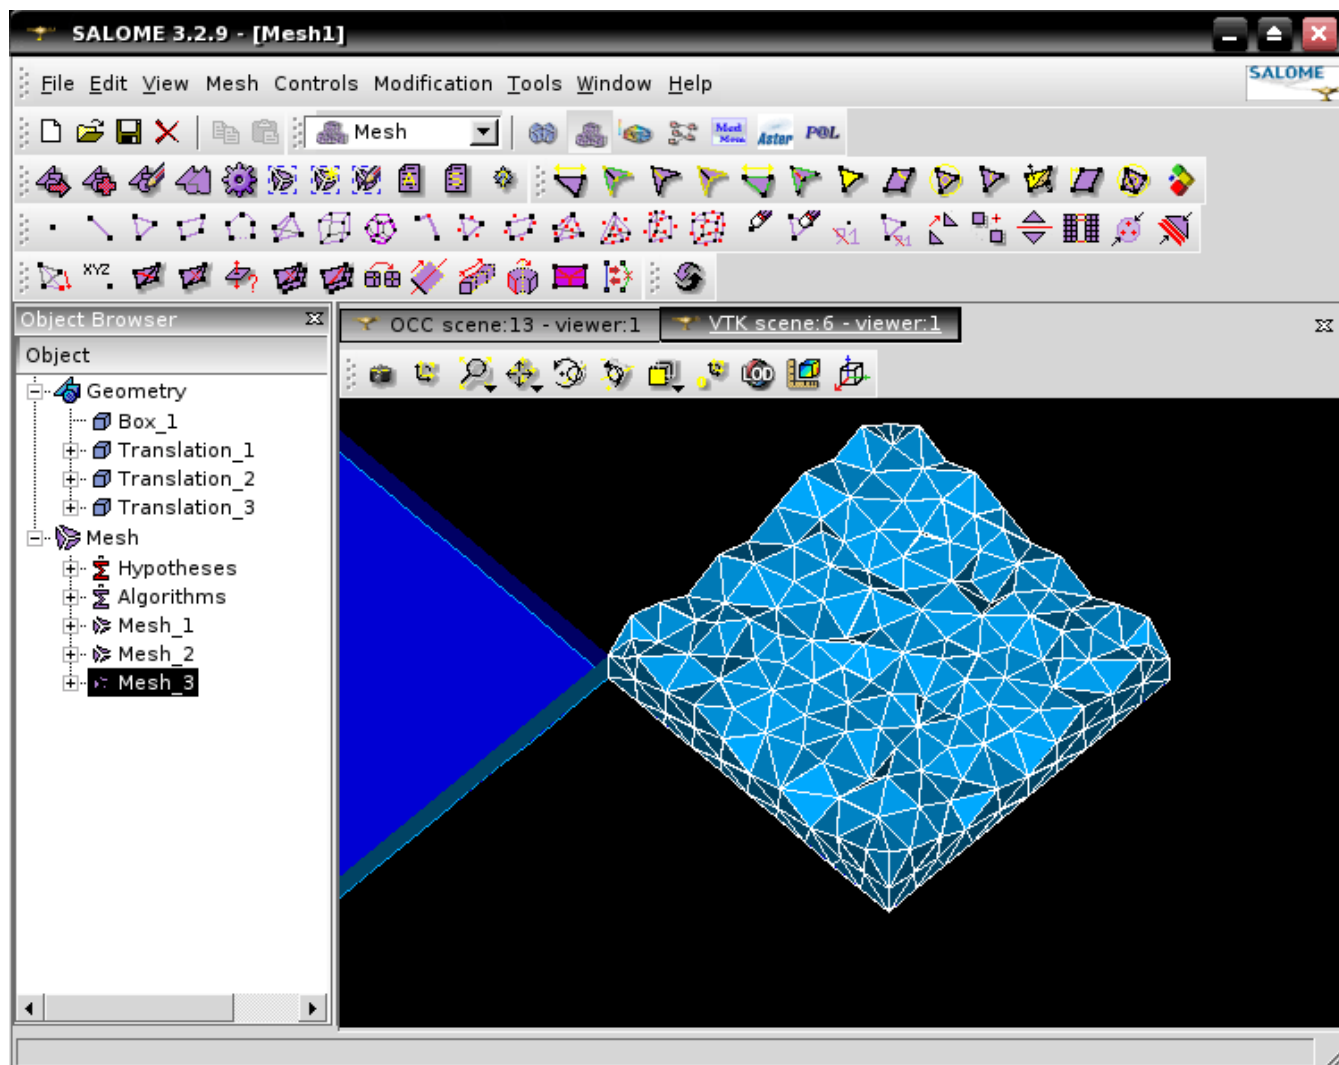 SALOME 3.2.9 - [Mesh1]
File Edit View Mesh Controls Modification Tools Window Help
SALOME
Mesh
Med
Aster
P@L
XYZ
Object Browser
OCC scene:13 - viewer:1
VTK scene:6 - viewer:1
Object
LOD
Geometry
Box_1
Translation_1
Translation_2
Translation_3
Mesh
Hypotheses
Algorithms
Mesh_1
Mesh_2
Mesh_3